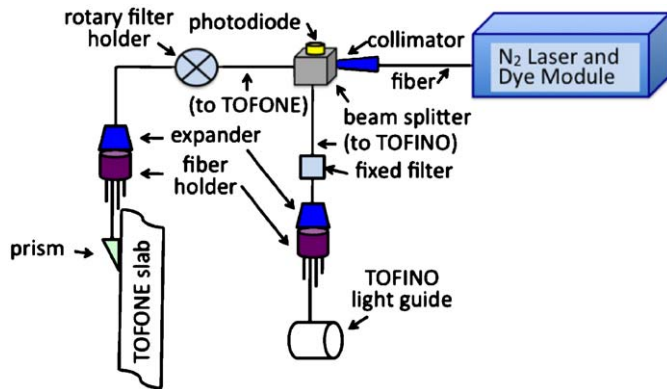 rotary filter
holder
photodiode
collimator
N₂ Laser and
Dye Module
fiber
(to TOFONE)
beam splitter
(to TOFINO)
expander
fixed filter
fiber
holder
prism
TOFONE slab
TOFINO
light guide